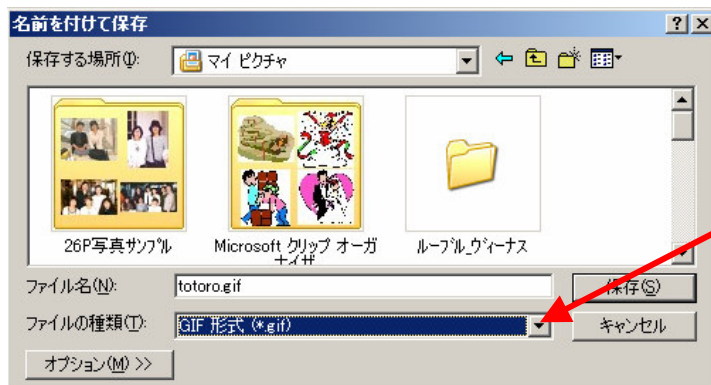 名前を付けて保存
保存する場所(I):
マイ ピクチャ
26P写真サンプル
Microsoft クリップ オーガ
ナイザ
ルーブル_ヴィーナス
ファイル名(N):
totoro.gif
保存(S)
ファイルの種類(T):
GIF 形式 (*.gif)
キャンセル
オプション(M) >>